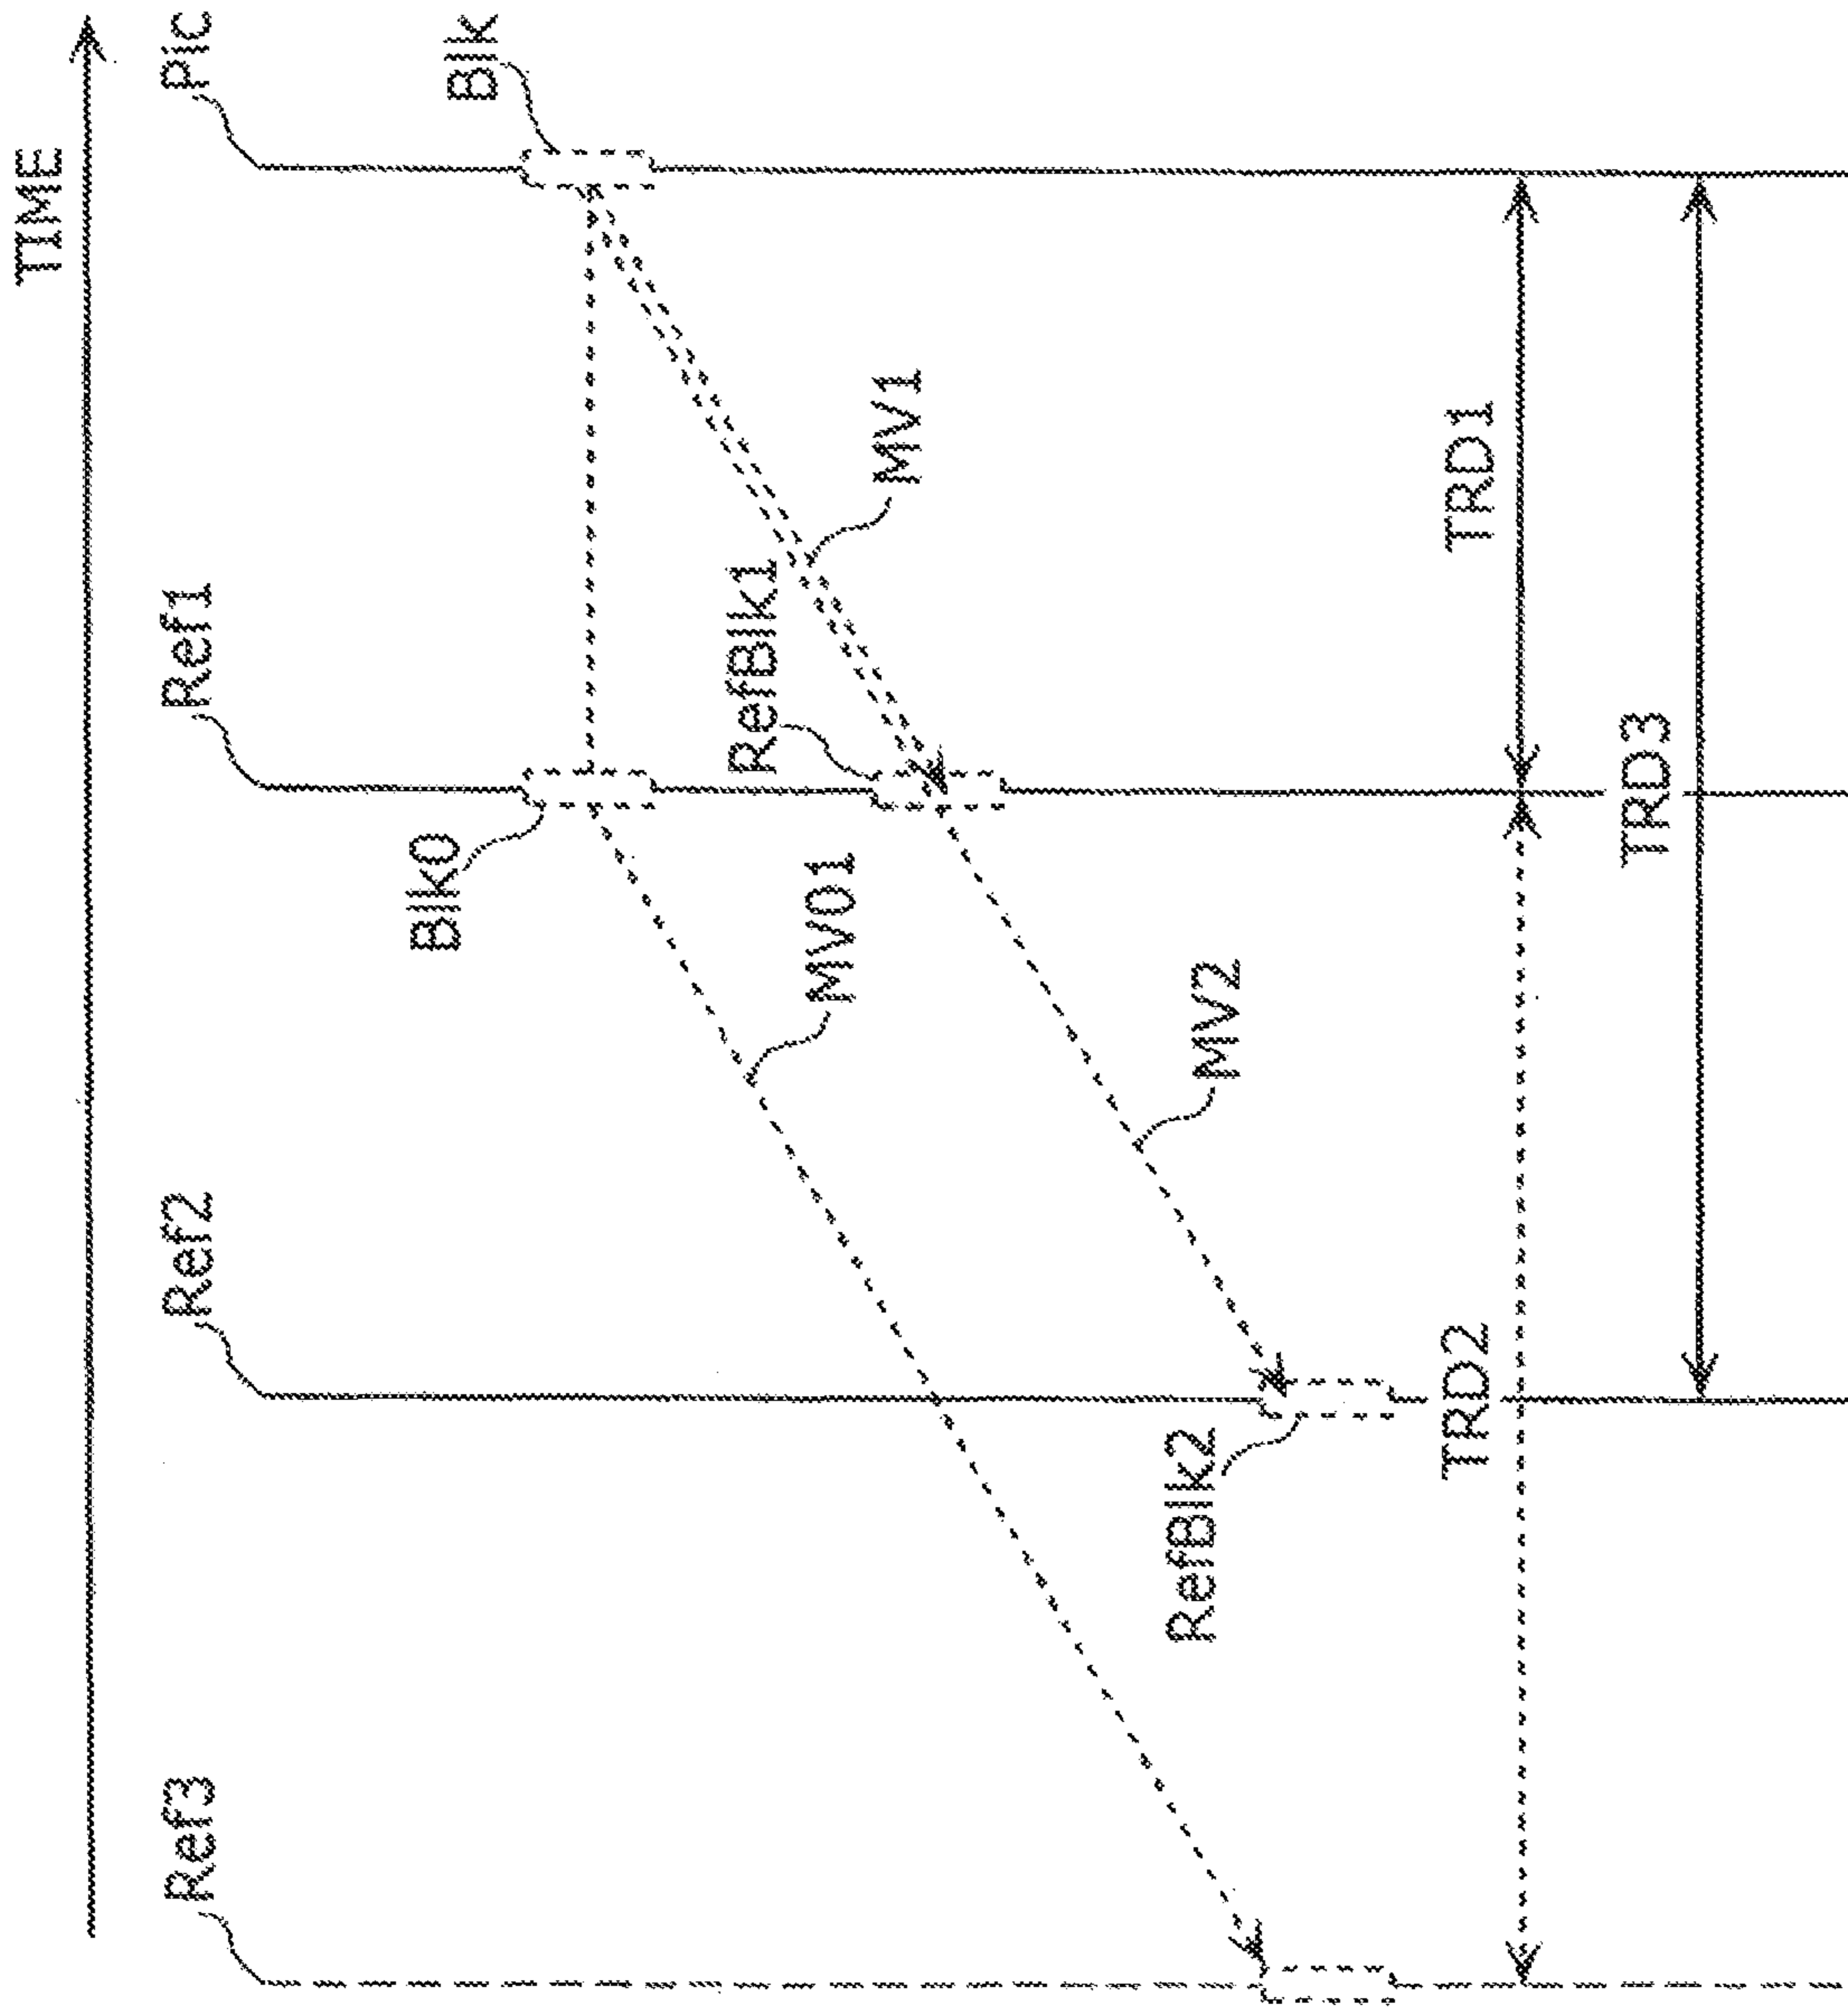 TIME
Ref3
Ref2
Ref1
Pic
Blk0
Blk
RefBlk1
MV01
MV1
RefBlk2
MV2
TRD2
TRD1
TRD3